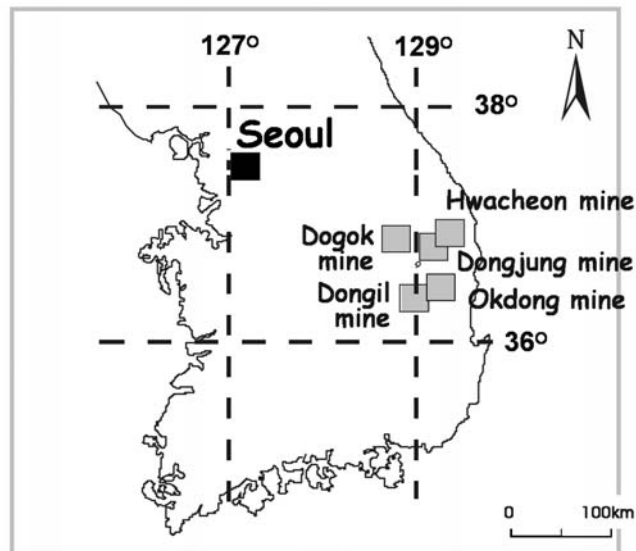 127°
129°
N
38°
Seoul
Hwacheon mine
Dogok
mine
Dongjung mine
Dongil
mine
Okdong mine
36°
0
100km